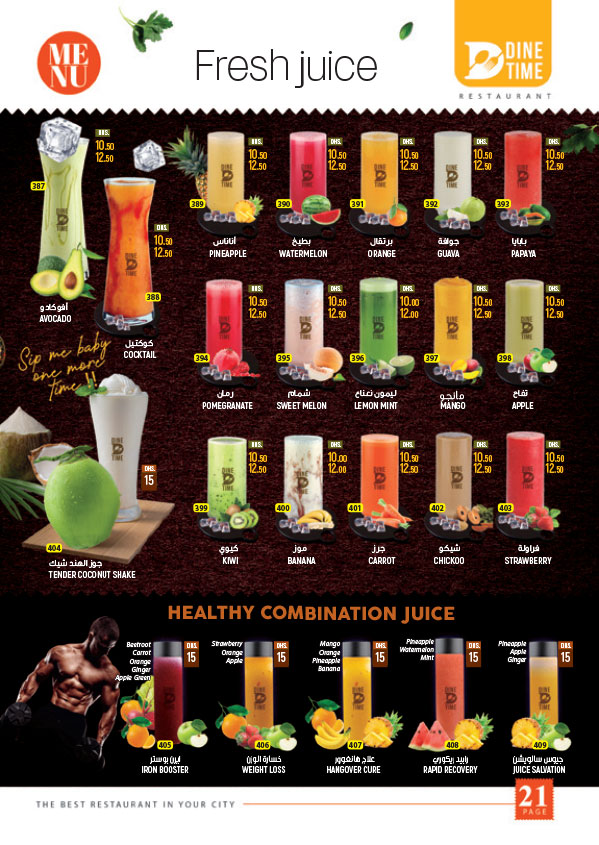 ME
NU
Fresh juice
DINE
TIME
RESTAURANT
387
DHS.
10.50
12.50
أفوكادو
AVOCADO
388
DHS.
10.50
12.50
كوكتيل
COCKTAIL
389
DHS.
10.50
12.50
أناناس
PINEAPPLE
390
DHS.
10.50
12.50
بطيخ
WATERMELON
391
DHS.
10.50
12.50
برتقال
ORANGE
392
DHS.
10.50
12.50
جوافة
GUAVA
393
DHS.
10.50
12.50
بابايا
PAPAYA
394
DHS.
10.50
12.50
رمان
POMEGRANATE
395
DHS.
10.50
12.50
شمام
SWEET MELON
396
DHS.
10.00
12.00
ليمون نعناع
LEMON MINT
397
DHS.
10.50
12.50
مانجو
MANGO
398
DHS.
10.50
12.50
تفاح
APPLE
Sip me baby
one more
time !!
DHS.
15
404
جوز الهند شيك
TENDER COCONUT SHAKE
399
DHS.
10.50
12.50
كيوي
KIWI
400
DHS.
10.00
12.00
موز
BANANA
401
DHS.
10.50
12.50
جزر
CARROT
402
DHS.
10.50
12.50
شيكو
CHICKOO
403
DHS.
10.50
12.50
فراولة
STRAWBERRY
HEALTHY COMBINATION JUICE
Beetroot
Carrot
Orange
Ginger
Apple Green
DHS.
15
405
ايرن بوستر
IRON BOOSTER
Strawberry
Orange
Apple
DHS.
15
406
خسارة الوزن
WEIGHT LOSS
Mango
Orange
Pineapple
Banana
DHS.
15
407
علاج هانغوور
HANGOVER CURE
Pineapple
Watermelon
Mint
DHS.
15
408
رابيد ريكوري
RAPID RECOVERY
Pineapple
Apple
Ginger
DHS.
15
409
جيوس سالويشن
JUICE SALVATION
THE BEST RESTAURANT IN YOUR CITY
21
PAGE